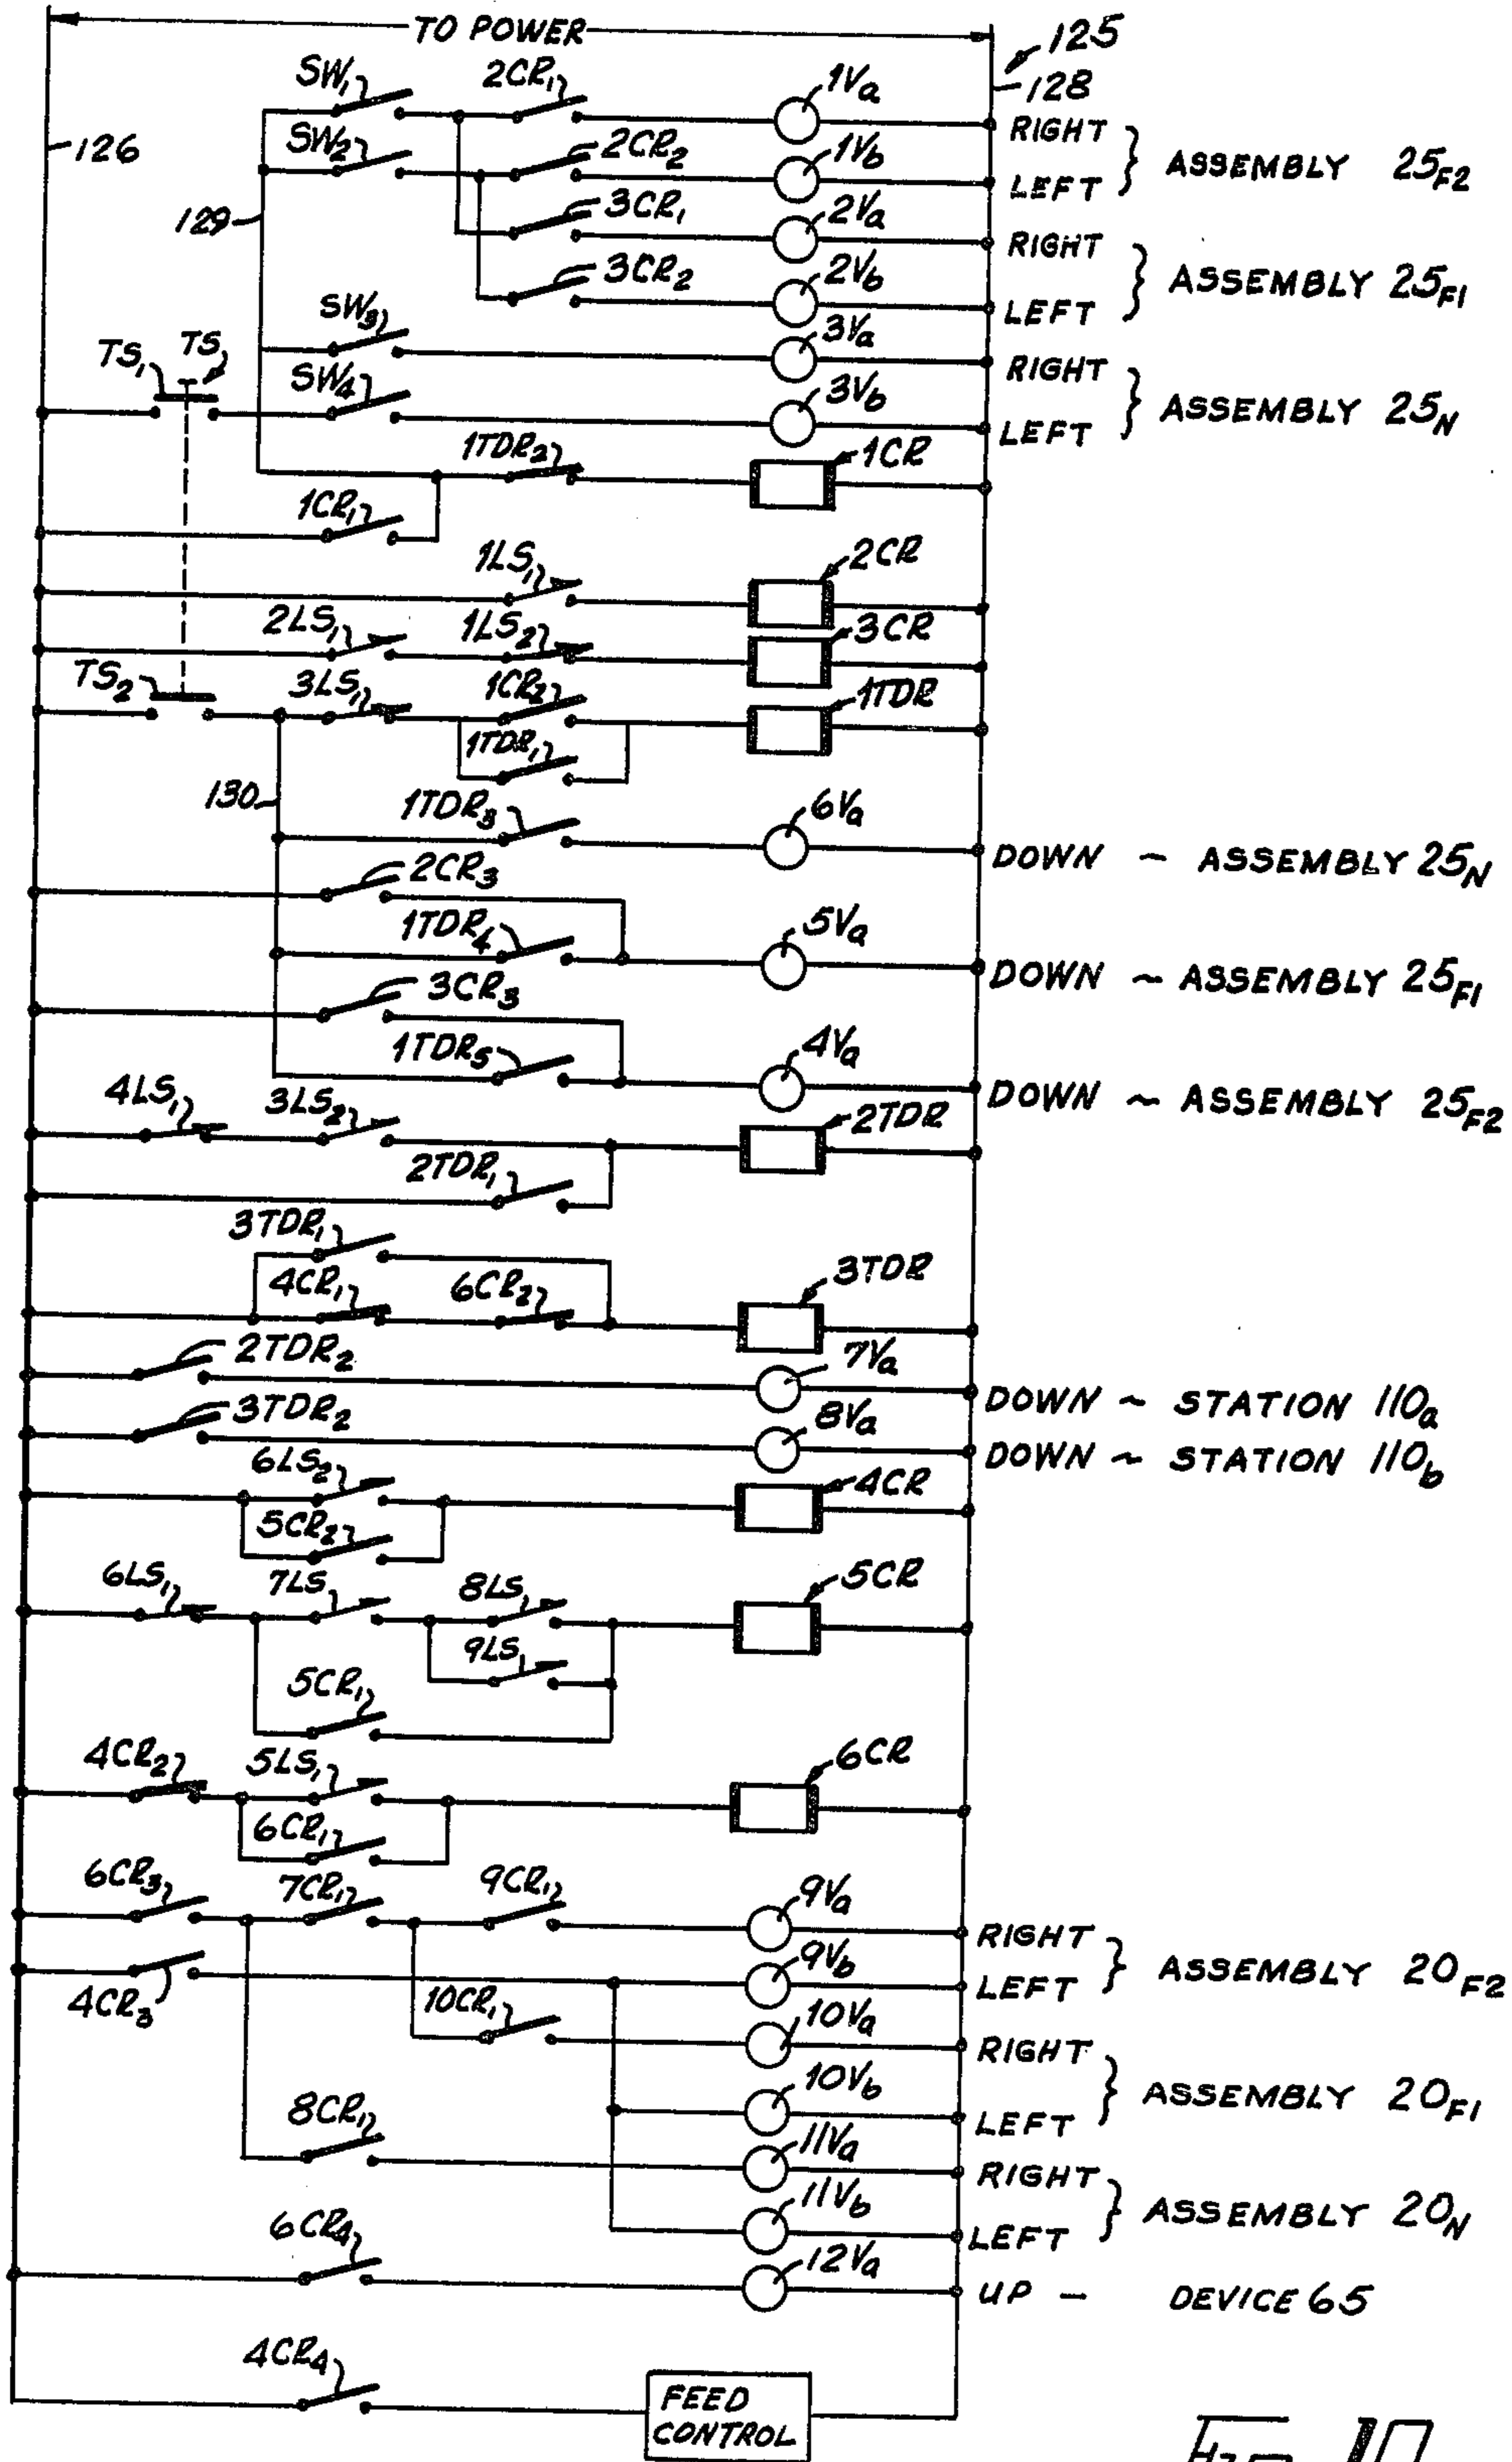 TO POWER
125
128
126
SW₁ 2CR₁ 1Va RIGHT
SW₂ 2CR₂ 1Vb LEFT } ASSEMBLY 25F2
129 3CR₁ 2Va RIGHT
3CR₂ 2Vb LEFT } ASSEMBLY 25F1
SW₃ 3Va RIGHT
TS₁ TS SW₄ 3Vb LEFT } ASSEMBLY 25N
1TDR₂ 1CR
1CR₁
1LS₁ 2CR
2LS₁ 1LS₂ 3CR
TS₂ 3LS₁ 1CR₂ 1TDR
1TDR₁
130 1TDR₃ 6Va DOWN ~ ASSEMBLY 25N
2CR₃
1TDR₄ 5Va DOWN ~ ASSEMBLY 25F1
3CR₃
1TDR₅ 4Va DOWN ~ ASSEMBLY 25F2
4LS₁ 3LS₂ 2TDR
2TDR₁
3TDR₁
4CR₁ 6CR₂ 3TDR
2TDR₂ 7Va DOWN ~ STATION 110a
3TDR₂ 8Va DOWN ~ STATION 110b
6LS₂ 4CR
5CR₂
6LS₁ 7LS₁ 8LS₁ 5CR
9LS₁
5CR₁
4CR₂ 5LS₁ 6CR
6CR₁
6CR₃ 7CR₁ 9CR₁ 9Va RIGHT
4CR₃ 9Vb LEFT } ASSEMBLY 20F2
10CR₁ 10Va RIGHT
10Vb LEFT } ASSEMBLY 20F1
8CR₁ 11Va RIGHT
11Vb LEFT } ASSEMBLY 20N
6CR₄ 12Va UP - DEVICE 65
4CR₄ FEED
CONTROL